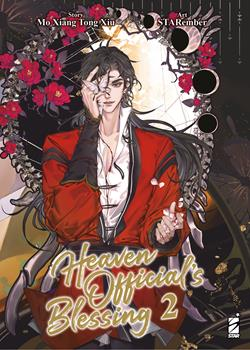 Story
Art
Mo Xiang Tong Xiu
STARember
Heaven
Official's
Blessing 2
STAR